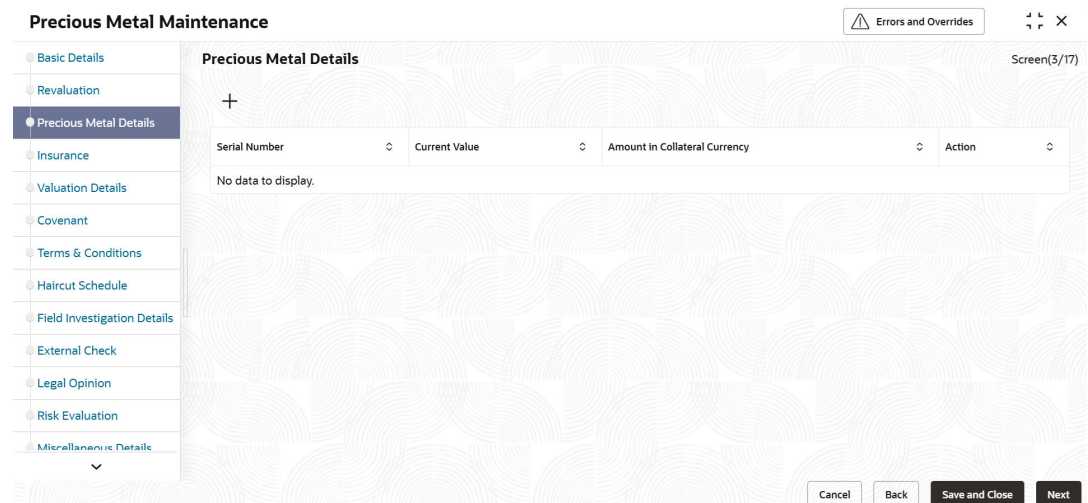 Precious Metal Maintenance
Errors and Overrides
Basic Details
Revaluation
Precious Metal Details
Insurance
Valuation Details
Covenant
Terms & Conditions
Haircut Schedule
Field Investigation Details
External Check
Legal Opinion
Risk Evaluation
Miscellaneous Details
Precious Metal Details
Screen(3/17)
Serial Number
Current Value
Amount in Collateral Currency
Action
No data to display.
Cancel
Back
Save and Close
Next